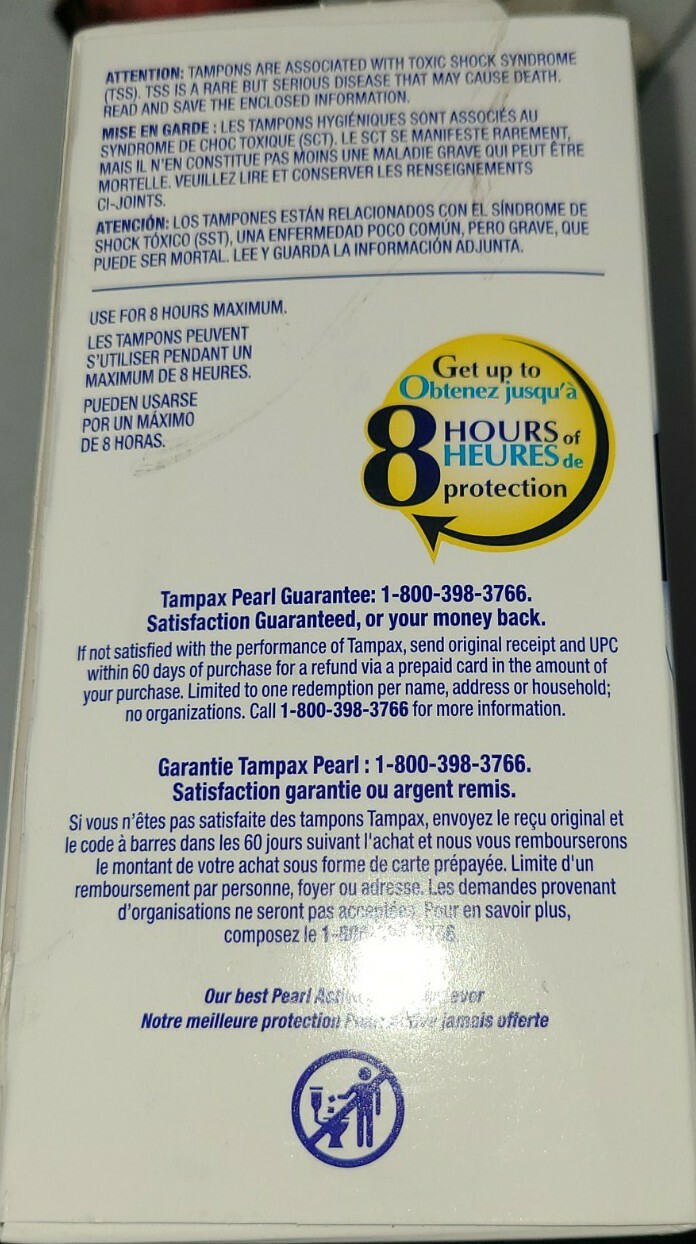 ATTENTION: TAMPONS ARE ASSOCIATED WITH TOXIC SHOCK SYNDROME
(TSS). TSS IS A RARE BUT SERIOUS DISEASE THAT MAY CAUSE DEATH.
READ AND SAVE THE ENCLOSED INFORMATION.
MISE EN GARDE : LES TAMPONS HYGIÉNIQUES SONT ASSOCIÉS AU
SYNDROME DE CHOC TOXIQUE (SCT). LE SCT SE MANIFESTE RAREMENT,
MAIS IL N'EN CONSTITUE PAS MOINS UNE MALADIE GRAVE QUI PEUT ÊTRE
MORTELLE. VEUILLEZ LIRE ET CONSERVER LES RENSEIGNEMENTS
CI-JOINTS.
ATENCIÓN: LOS TAMPONES ESTÁN RELACIONADOS CON EL SÍNDROME DE
SHOCK TÓXICO (SST), UNA ENFERMEDAD POCO COMÚN, PERO GRAVE, QUE
PUEDE SER MORTAL. LEE Y GUARDA LA INFORMACIÓN ADJUNTA.
USE FOR 8 HOURS MAXIMUM.
LES TAMPONS PEUVENT
S'UTILISER PENDANT UN
MAXIMUM DE 8 HEURES.
PUEDEN USARSE
POR UN MÁXIMO
DE 8 HORAS.
Get up to
Obtenez jusqu'à
8 HOURS of
HEURES de
protection
Tampax Pearl Guarantee: 1-800-398-3766.
Satisfaction Guaranteed, or your money back.
If not satisfied with the performance of Tampax, send original receipt and UPC
within 60 days of purchase for a refund via a prepaid card in the amount of
your purchase. Limited to one redemption per name, address or household;
no organizations. Call 1-800-398-3766 for more information.
Garantie Tampax Pearl : 1-800-398-3766.
Satisfaction garantie ou argent remis.
Si vous n'êtes pas satisfaite des tampons Tampax, envoyez le reçu original et
le code à barres dans les 60 jours suivant l'achat et nous vous rembourserons
le montant de votre achat sous forme de carte prépayée. Limite d'un
remboursement par personne, foyer ou adresse. Les demandes provenant
d'organisations ne seront pas acceptées. Pour en savoir plus,
composez le
Our best Pearl ever
Notre meilleure protection jamais offerte